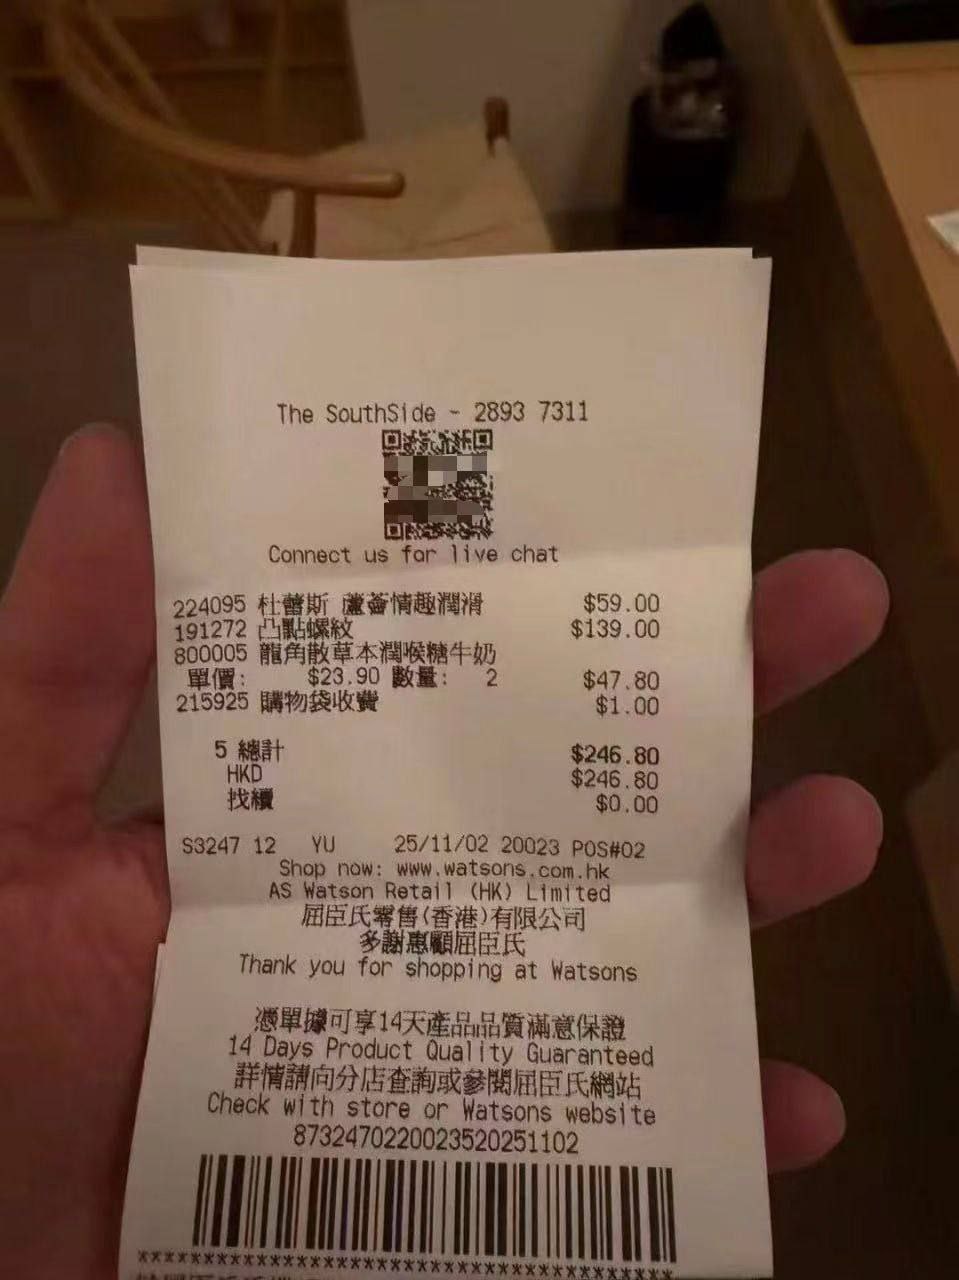 The SouthSide - 2893 7311
Connect us for live chat
224095 杜蕾斯 蘆薈情趣潤滑 $59.00
191272 凸點螺紋 $139.00
800005 龍角散草本潤喉糖牛奶
單價: $23.90 數量: 2 $47.80
215925 購物袋收費 $1.00
5 總計 $246.80
HKD $246.80
找續 $0.00
S3247 12 YU 25/11/02 20023 POS#02
Shop now: www.watsons.com.hk
AS Watson Retail (HK) Limited
屈臣氏零售(香港)有限公司
多謝惠顧屈臣氏
Thank you for shopping at Watsons
憑單據可享14天產品品質滿意保證
14 Days Product Quality Guaranteed
詳情請向分店查詢或參閱屈臣氏網站
Check with store or Watsons website
8732470220023520251102
************************************